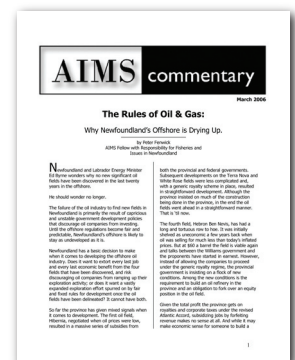 AIMS commentary
March 2006
The Rules of Oil & Gas:
Why Newfoundland's Offshore is Drying Up.
by Peter Fenwick
AIMS Fellow with Responsibility for Fisheries and
Issues in Newfoundland
Newfoundland and Labrador Energy Minister
Ed Byrne wonders why no new significant oil
fields have been discovered in the last twenty
years in the offshore.
He should wonder no longer.
The failure of the oil industry to find new fields in
Newfoundland is primarily the result of capricious
and unstable government development policies
that discourage oil companies from investing.
Until the offshore regulations become fair and
predictable, Newfoundland's offshore is likely to
stay as undeveloped as it is.
Newfoundland has a basic decision to make
when it comes to developing the offshore oil
industry. Does it want to extort every last job
and every last economic benefit from the four
fields that have been discovered, and risk
discouraging oil companies from ramping up their
exploration activity; or does it want a vastly
expanded exploration effort spurred on by fair
and fixed rules for development once the oil
fields have been delineated? It cannot have both.
So far the province has given mixed signals when
it comes to development. The first oil field,
Hibernia, negotiated when oil prices were low,
resulted in a massive series of subsidies from
both the provincial and federal governments.
Subsequent developments on the Terra Nova and
White Rose fields were less complicated and,
with a generic royalty scheme in place, resulted
in straightforward development. Although the
province insisted on much of the construction
being done in the province, in the end the oil
fields went ahead in a straightforward manner.
That is 'til now.
The fourth field, Hebron Ben Nevis, has had a
long and tortuous row to hoe. It was initially
shelved as uneconomic a few years back when
oil was selling for much less than today's inflated
prices. But at $60 a barrel the field is viable again
and talks between the Williams government and
the proponents have started in earnest. However,
instead of allowing the companies to proceed
under the generic royalty regime, the provincial
government is insisting on a flock of new
conditions. Among the new conditions is the
requirement to build an oil refinery in the
province and an obligation to fork over an equity
position in the oil field.
Given the total profit the province gets on
royalties and corporate taxes under the revised
Atlantic Accord, subsidizing jobs by forfeiting
revenue makes no sense at all. And while it may
make economic sense for someone to build a
1